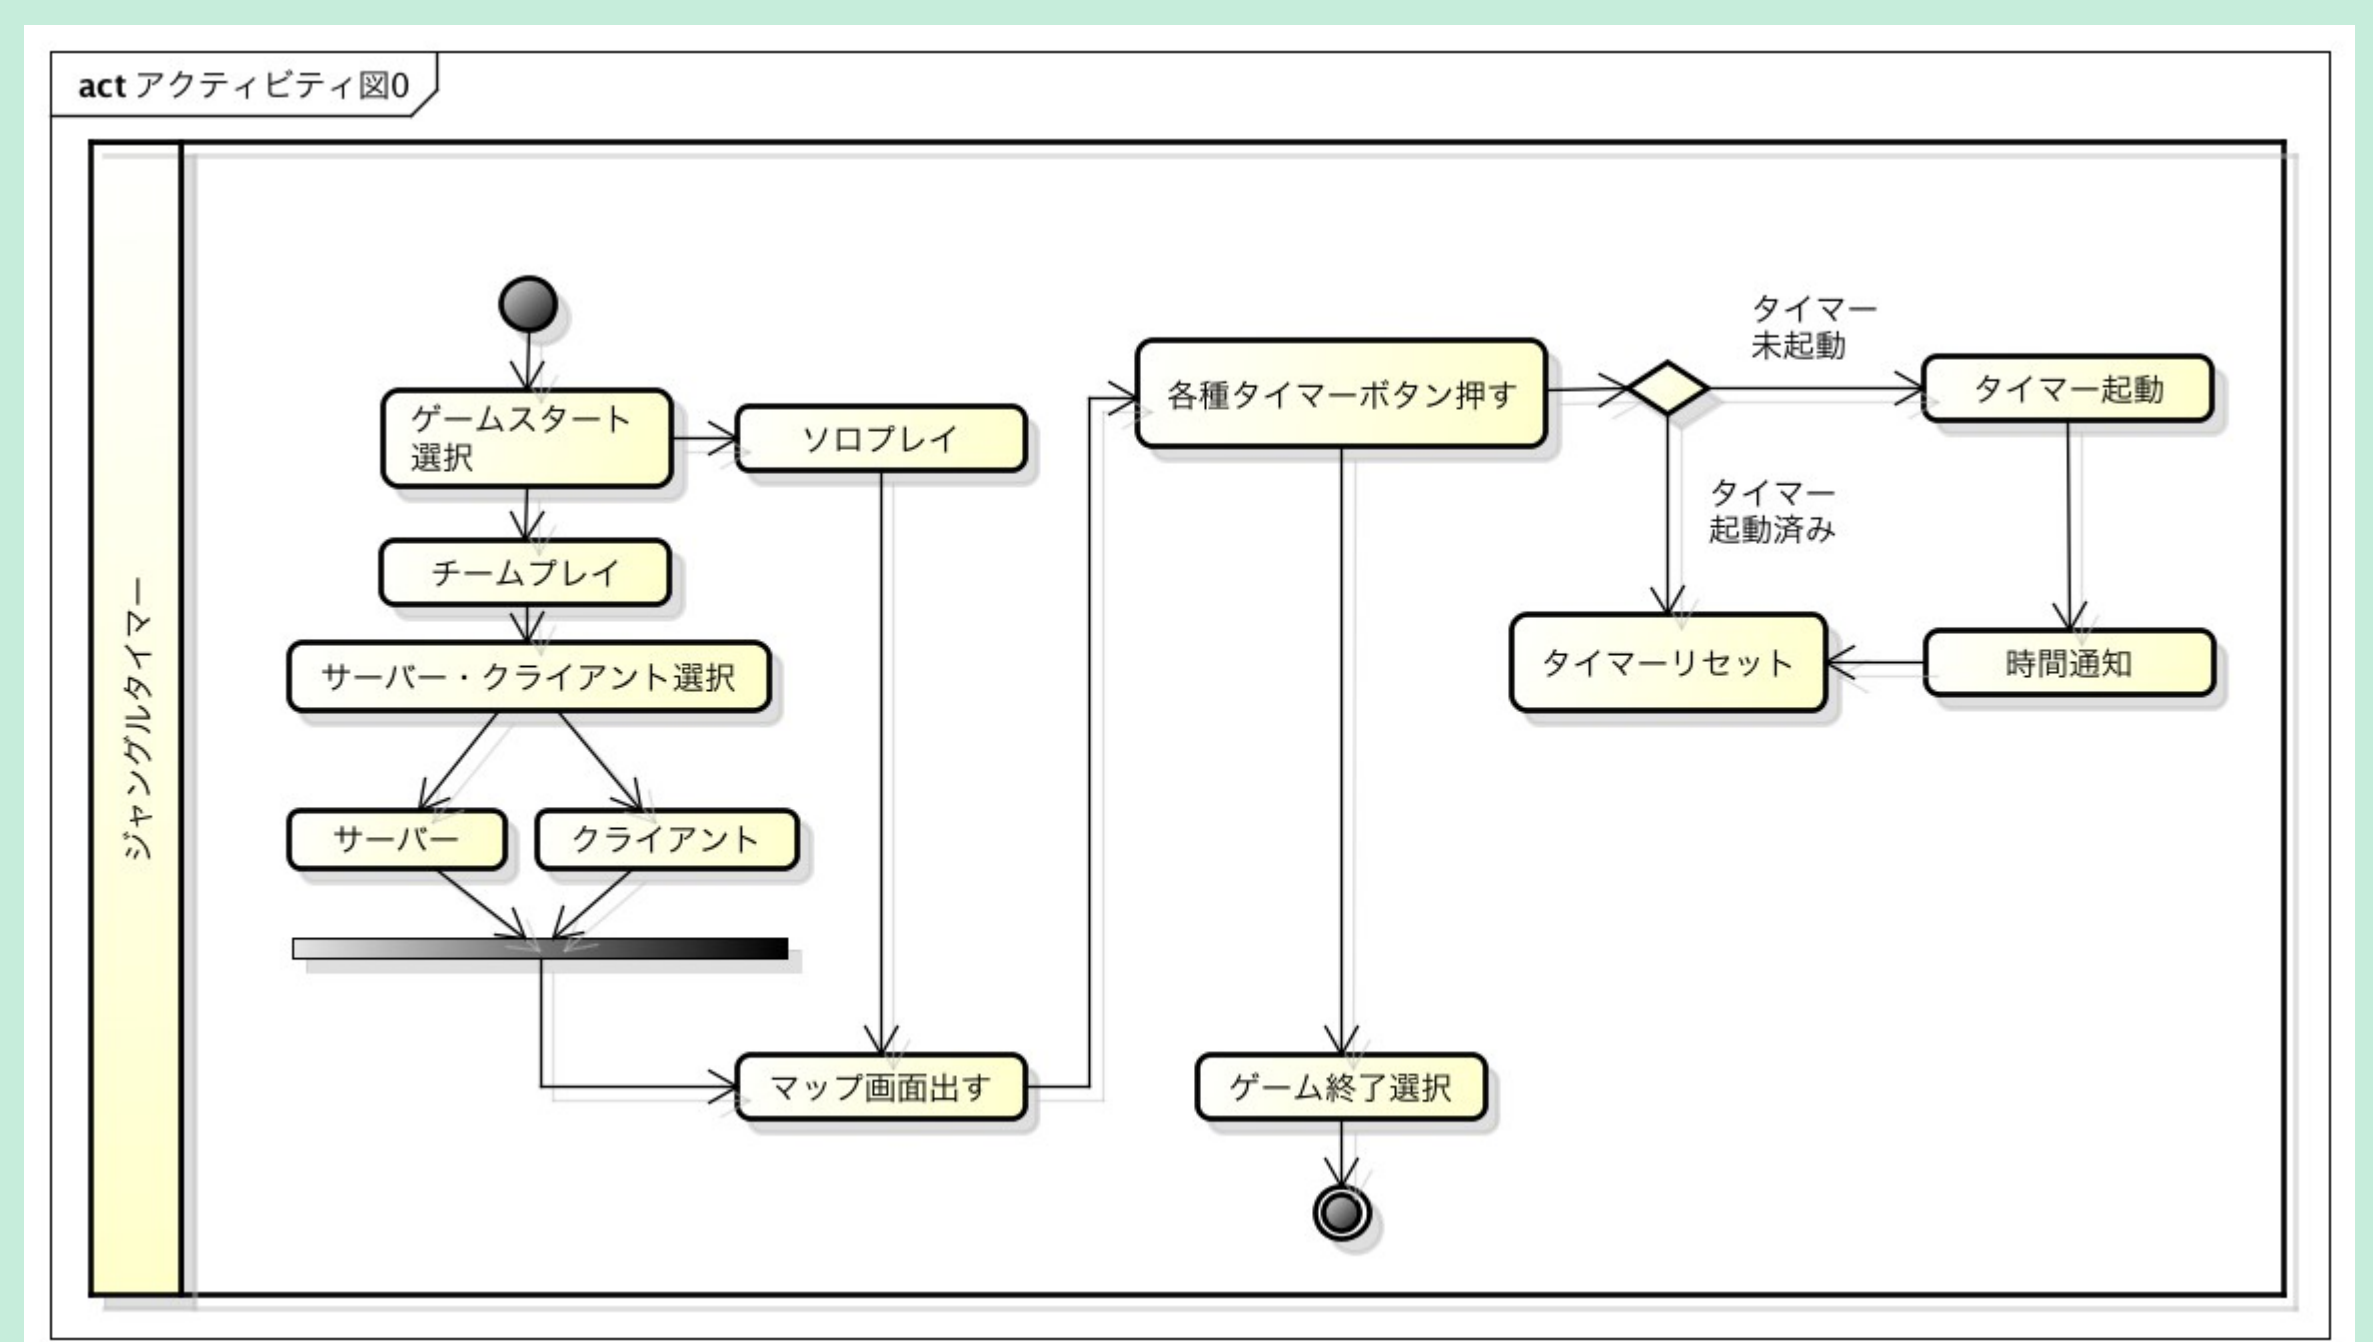 act アクティビティ図0
ジャングルタイマー
ゲームスタート
選択
ソロプレイ
チームプレイ
サーバー・クライアント選択
サーバー
クライアント
マップ画面出す
各種タイマーボタン押す
タイマー
未起動
タイマー起動
タイマー
起動済み
タイマーリセット
時間通知
ゲーム終了選択